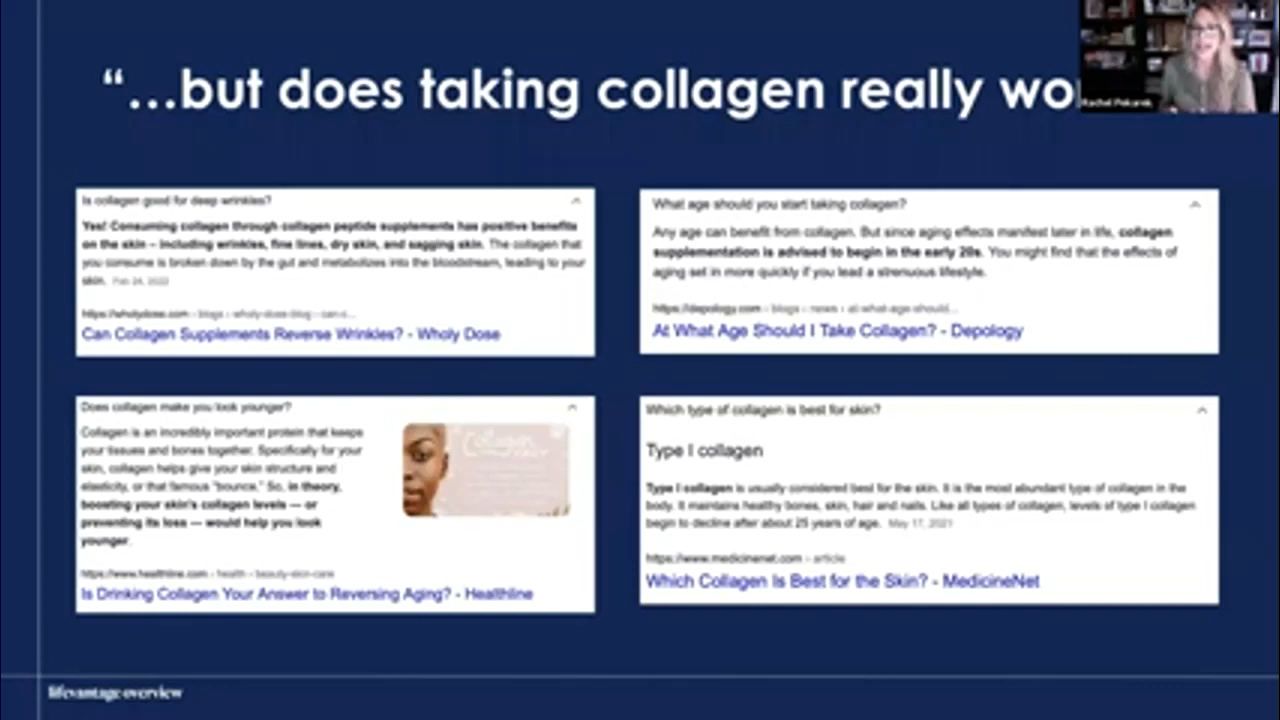 “...but does taking collagen really wo
Rachel Pekarek
Is collagen good for deep wrinkles?
Yes! Consuming collagen through collagen peptide supplements has positive benefits
on the skin – including wrinkles, fine lines, dry skin, and sagging skin. The collagen that
you consume is broken down by the gut and metabolizes into the bloodstream, leading to your
skin. Feb 24, 2022
https://wholydose.com › blogs › wholy-dose-blog › can-c...
Can Collagen Supplements Reverse Wrinkles? - Wholy Dose
What age should you start taking collagen?
Any age can benefit from collagen. But since aging effects manifest later in life, collagen
supplementation is advised to begin in the early 20s. You might find that the effects of
aging set in more quickly if you lead a strenuous lifestyle.
https://depology.com › blogs › news › at-what-age-should...
At What Age Should I Take Collagen? - Depology
Does collagen make you look younger?
Collagen is an incredibly important protein that keeps
your tissues and bones together. Specifically for your
skin, collagen helps give your skin structure and
elasticity, or that famous “bounce.” So, in theory,
boosting your skin's collagen levels — or
preventing its loss — would help you look
younger.
Collagen
https://www.healthline.com › health › beauty-skin-care
Is Drinking Collagen Your Answer to Reversing Aging? - Healthline
Which type of collagen is best for skin?
Type I collagen
Type I collagen is usually considered best for the skin. It is the most abundant type of collagen in the
body. It maintains healthy bones, skin, hair and nails. Like all types of collagen, levels of type I collagen
begin to decline after about 25 years of age. May 17, 2021
https://www.medicinenet.com › article
Which Collagen Is Best for the Skin? - MedicineNet
lifevantage overview